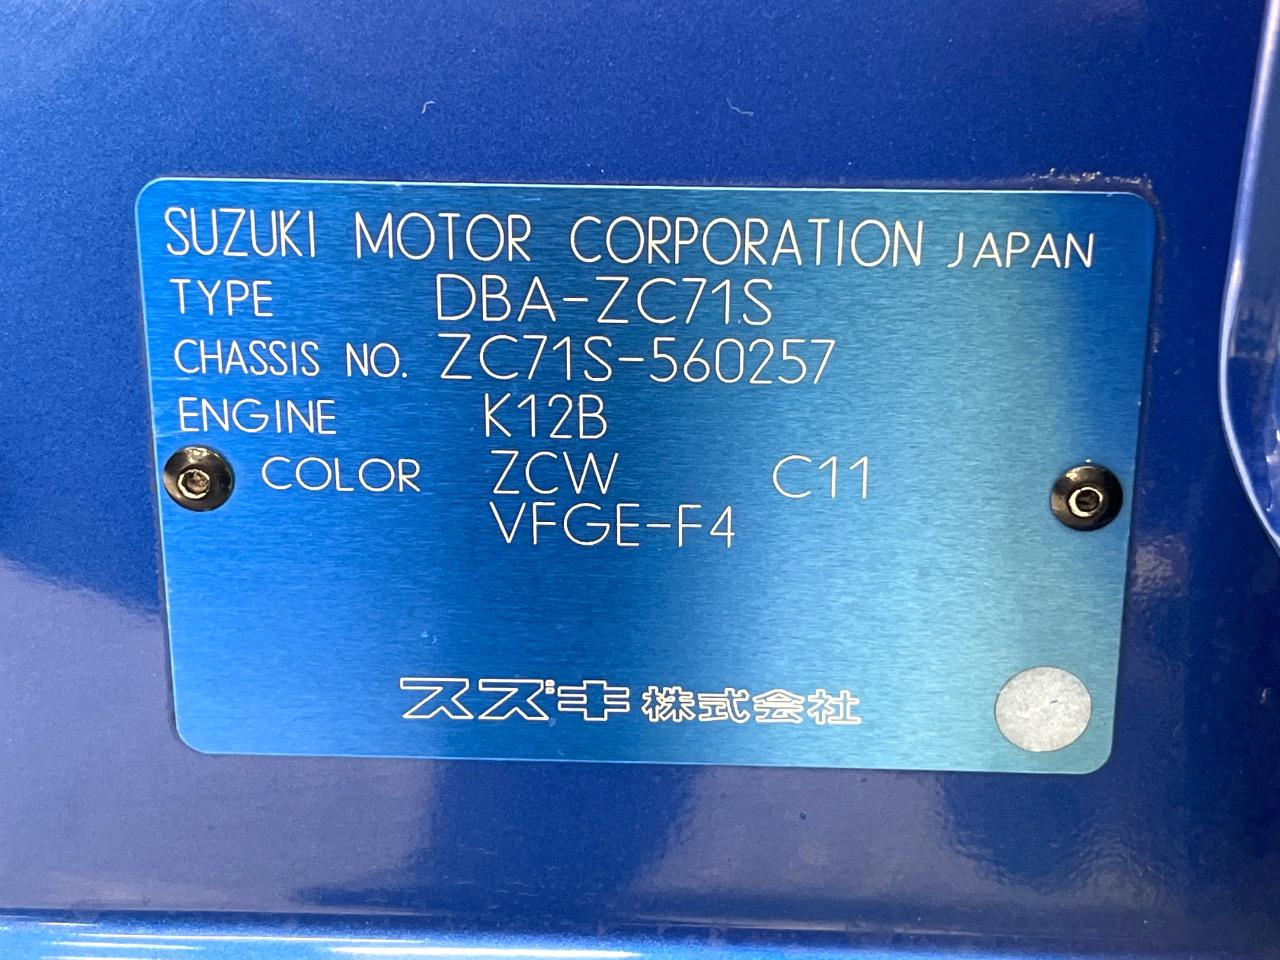 SUZUKI MOTOR CORPORATION JAPAN
TYPE DBA-ZC71S
CHASSIS NO. ZC71S-560257
ENGINE K12B
COLOR ZCW C11
VFGE-F4
スズキ株式会社